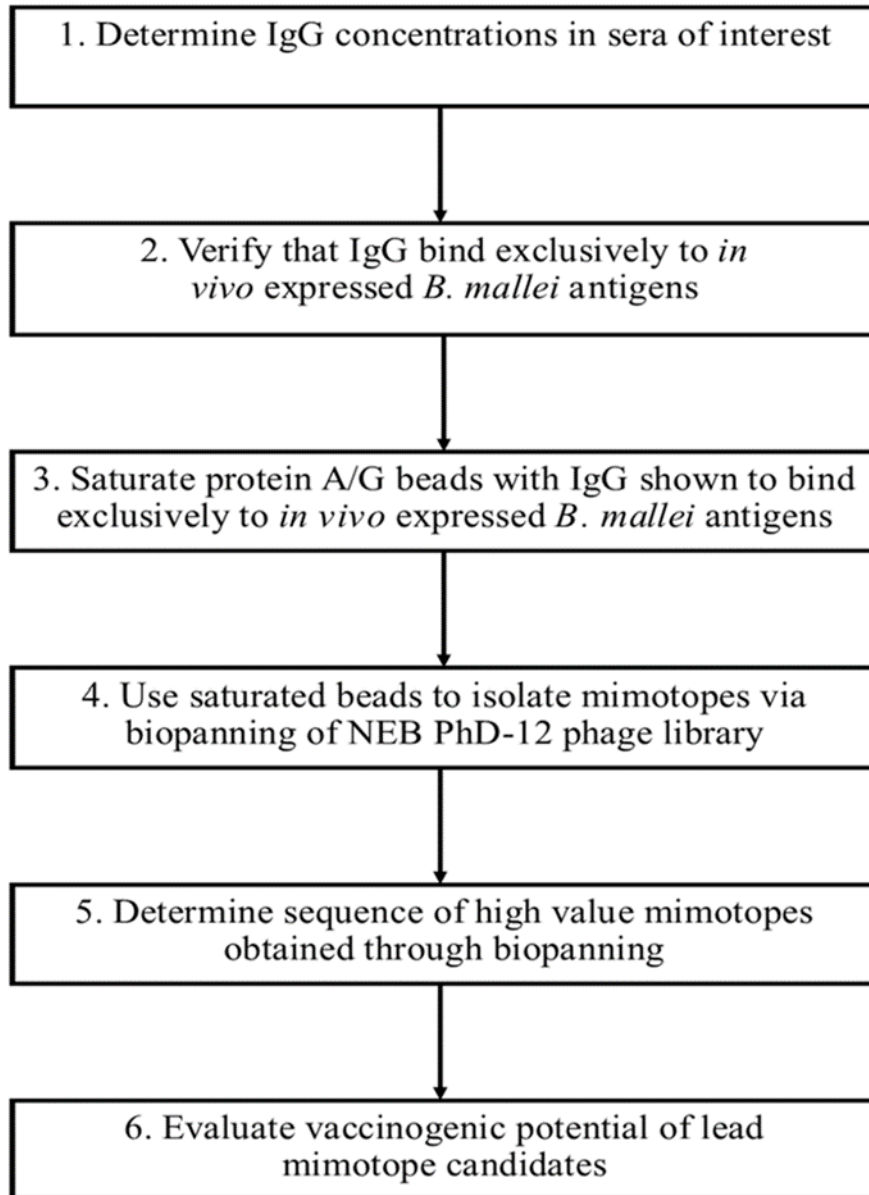 1. Determine IgG concentrations in sera of interest
2. Verify that IgG bind exclusively to in
vivo expressed B. mallei antigens
3. Saturate protein A/G beads with IgG shown to bind
exclusively to in vivo expressed B. mallei antigens
4. Use saturated beads to isolate mimotopes via
biopanning of NEB PhD-12 phage library
5. Determine sequence of high value mimotopes
obtained through biopanning
6. Evaluate vaccinogenic potential of lead
mimotope candidates